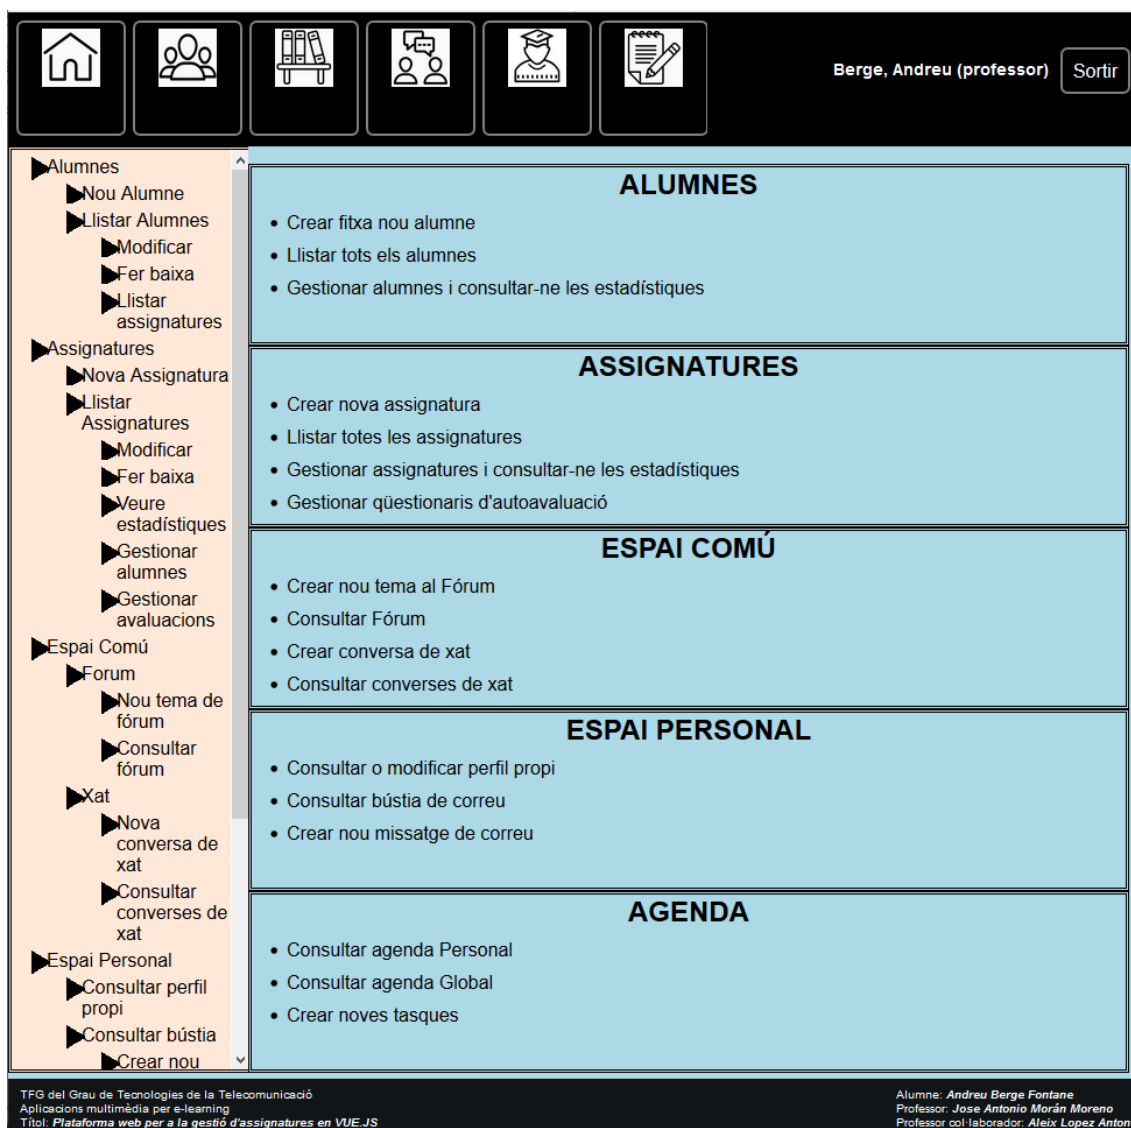 Berge, Andreu (professor)
Sortir
Alumnes
Nou Alumne
Llistar Alumnes
Modificar
Fer baixa
Llistar
assignatures
Assignatures
Nova Assignatura
Llistar
Assignatures
Modificar
Fer baixa
Veure
estadístiques
Gestionar
alumnes
Gestionar
avaluacions
Espai Comú
Forum
Nou tema de
fórum
Consultar
fórum
Xat
Nova
conversa de
xat
Consultar
converses de
xat
Espai Personal
Consultar perfil
propi
Consultar bústia
Crear nou
ALUMNES
• Crear fitxa nou alumne
• Llistar tots els alumnes
• Gestionar alumnes i consultar-ne les estadístiques
ASSIGNATURES
• Crear nova assignatura
• Llistar totes les assignatures
• Gestionar assignatures i consultar-ne les estadístiques
• Gestionar qüestionaris d'autoavaluació
ESPAI COMÚ
• Crear nou tema al Fórum
• Consultar Fórum
• Crear conversa de xat
• Consultar converses de xat
ESPAI PERSONAL
• Consultar o modificar perfil propi
• Consultar bústia de correu
• Crear nou missatge de correu
AGENDA
• Consultar agenda Personal
• Consultar agenda Global
• Crear noves tasques
TFG del Grau de Tecnologies de la Telecomunicació
Aplicacions multimèdia per e-learning
Títol: Plataforma web per a la gestió d'assignatures en VUE.JS
Alumne: Andreu Berge Fontane
Professor: Jose Antonio Morán Moreno
Professor col·laborador: Aleix Lopez Anton